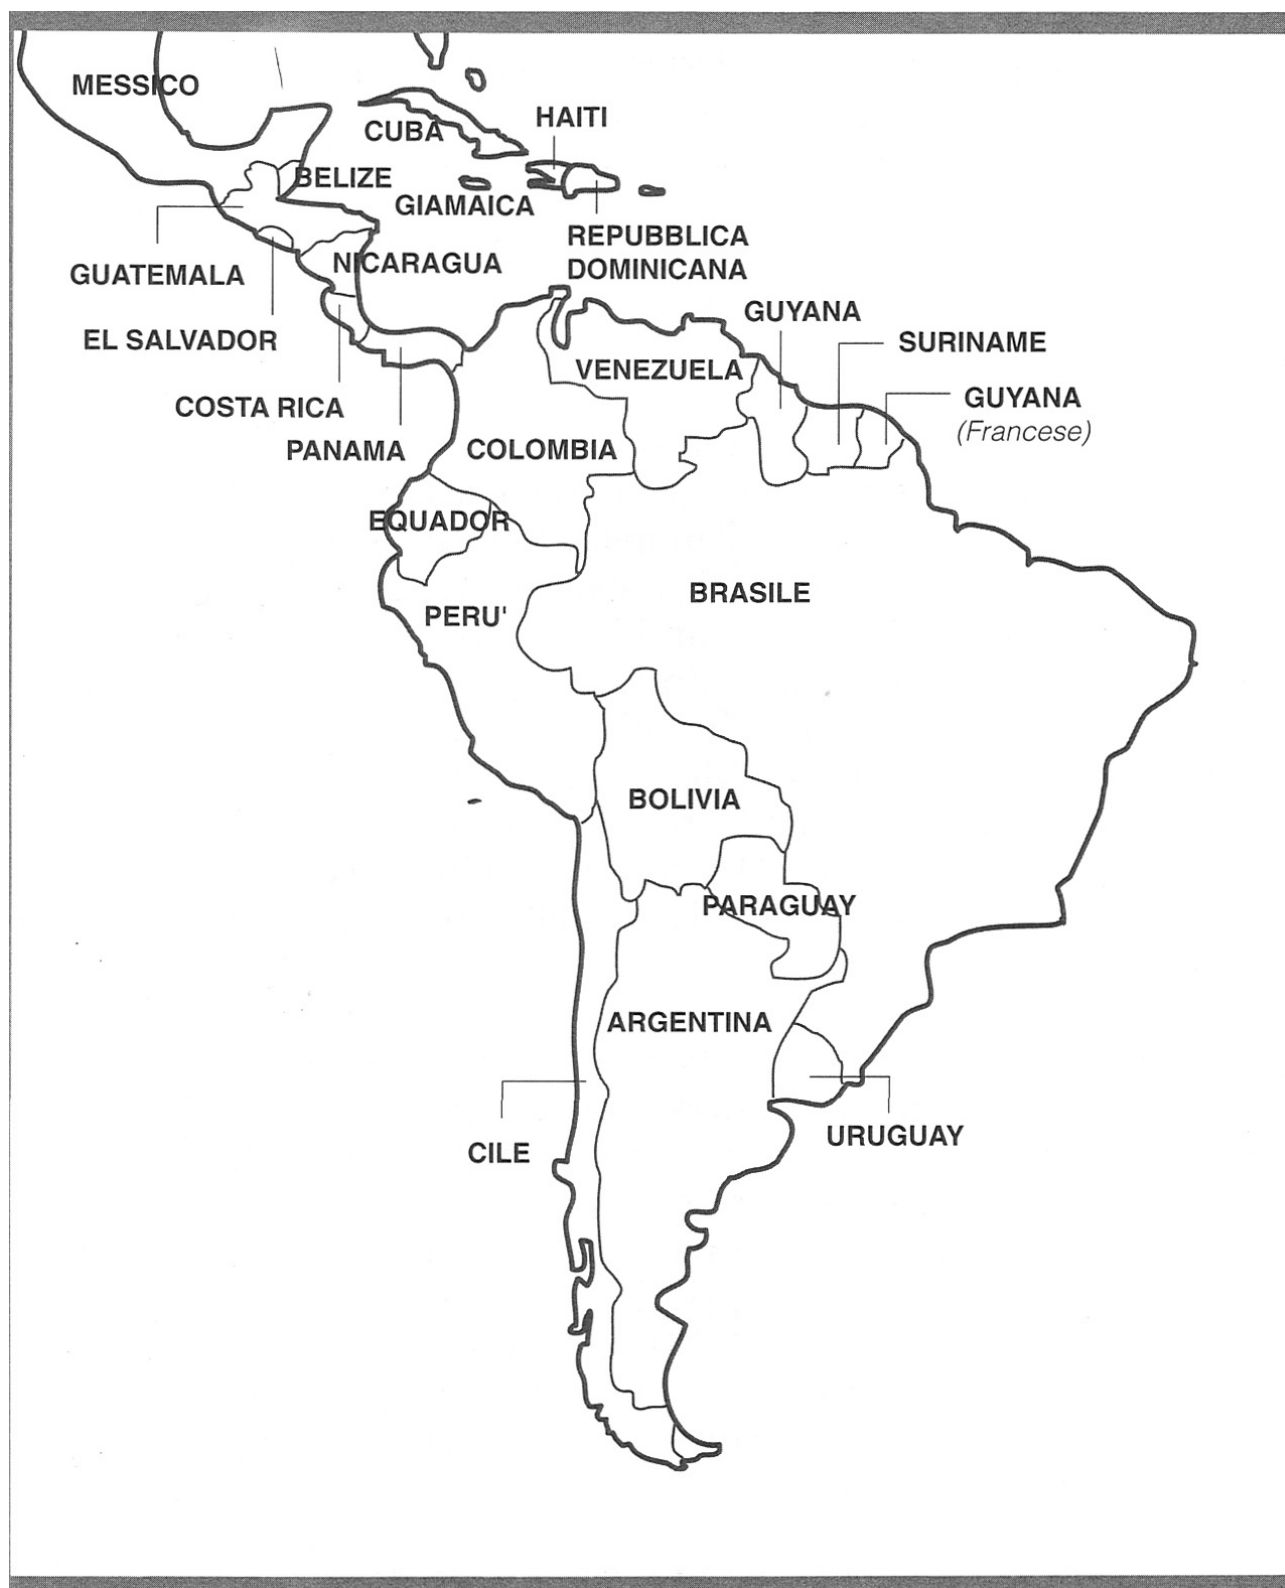 MESSICO
HAITI
CUBA
BELIZE
GIAMAICA
REPUBBLICA
DOMINICANA
NICARAGUA
GUATEMALA
GUYANA
EL SALVADOR
SURINAME
VENEZUELA
GUYANA
(Francese)
COSTA RICA
PANAMA
COLOMBIA
EQUADOR
BRASILE
PERU'
BOLIVIA
PARAGUAY
ARGENTINA
URUGUAY
CILE